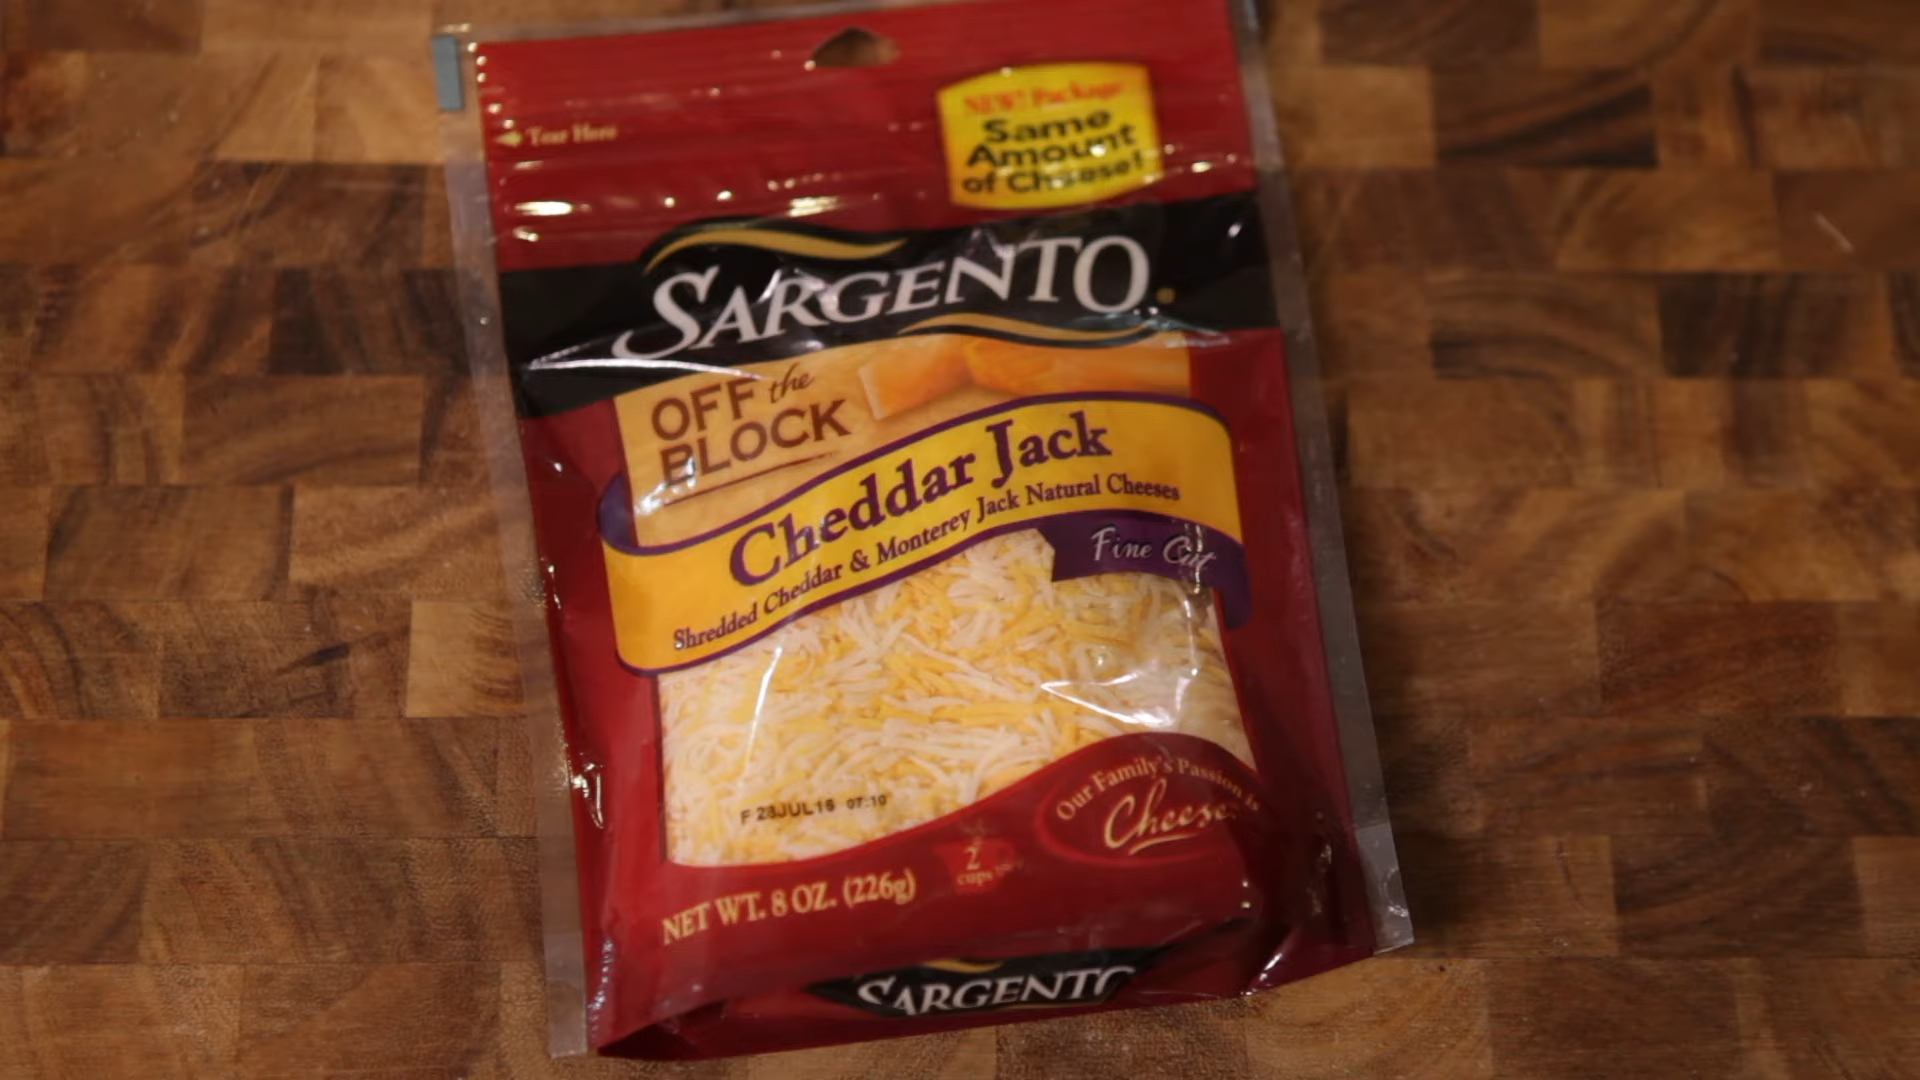 Tear Here
NEW! Package
Same
Amount
of Cheese!
SARGENTO
OFF the
BLOCK
Cheddar Jack
Shredded Cheddar & Monterey Jack Natural Cheeses
Fine Cut
F 28JUL16 07:10
Our Family's Passion is
Cheese
2
cups
NET WT. 8 OZ. (226g)
SARGENTO